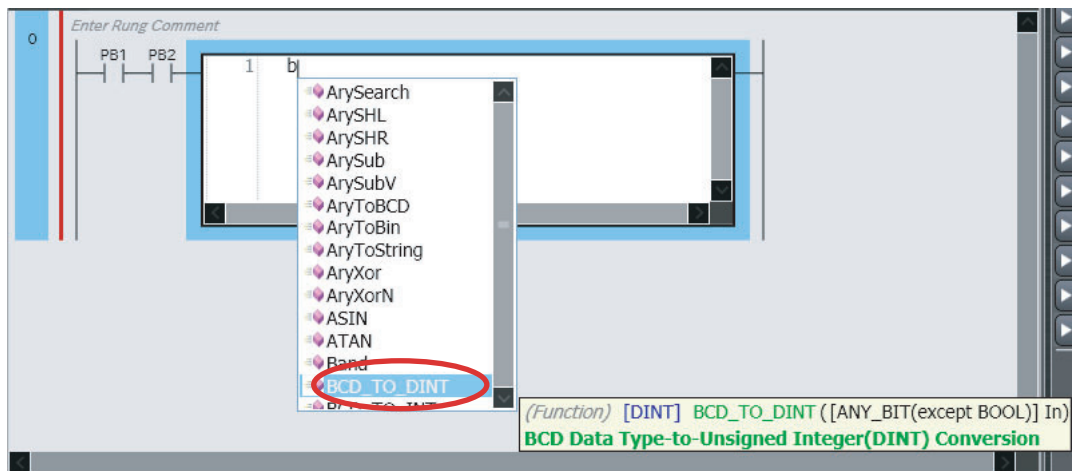 Enter Rung Comment
0
PB1 PB2
1 b
ArySearch
ArySHL
ArySHR
ArySub
ArySubV
AryToBCD
AryToBin
AryToString
AryXor
AryXorN
ASIN
ATAN
Band
BCD_TO_DINT
BCD_TO_INT
(Function) [DINT] BCD_TO_DINT([ANY_BIT(except BOOL)] In)
BCD Data Type-to-Unsigned Integer(DINT) Conversion